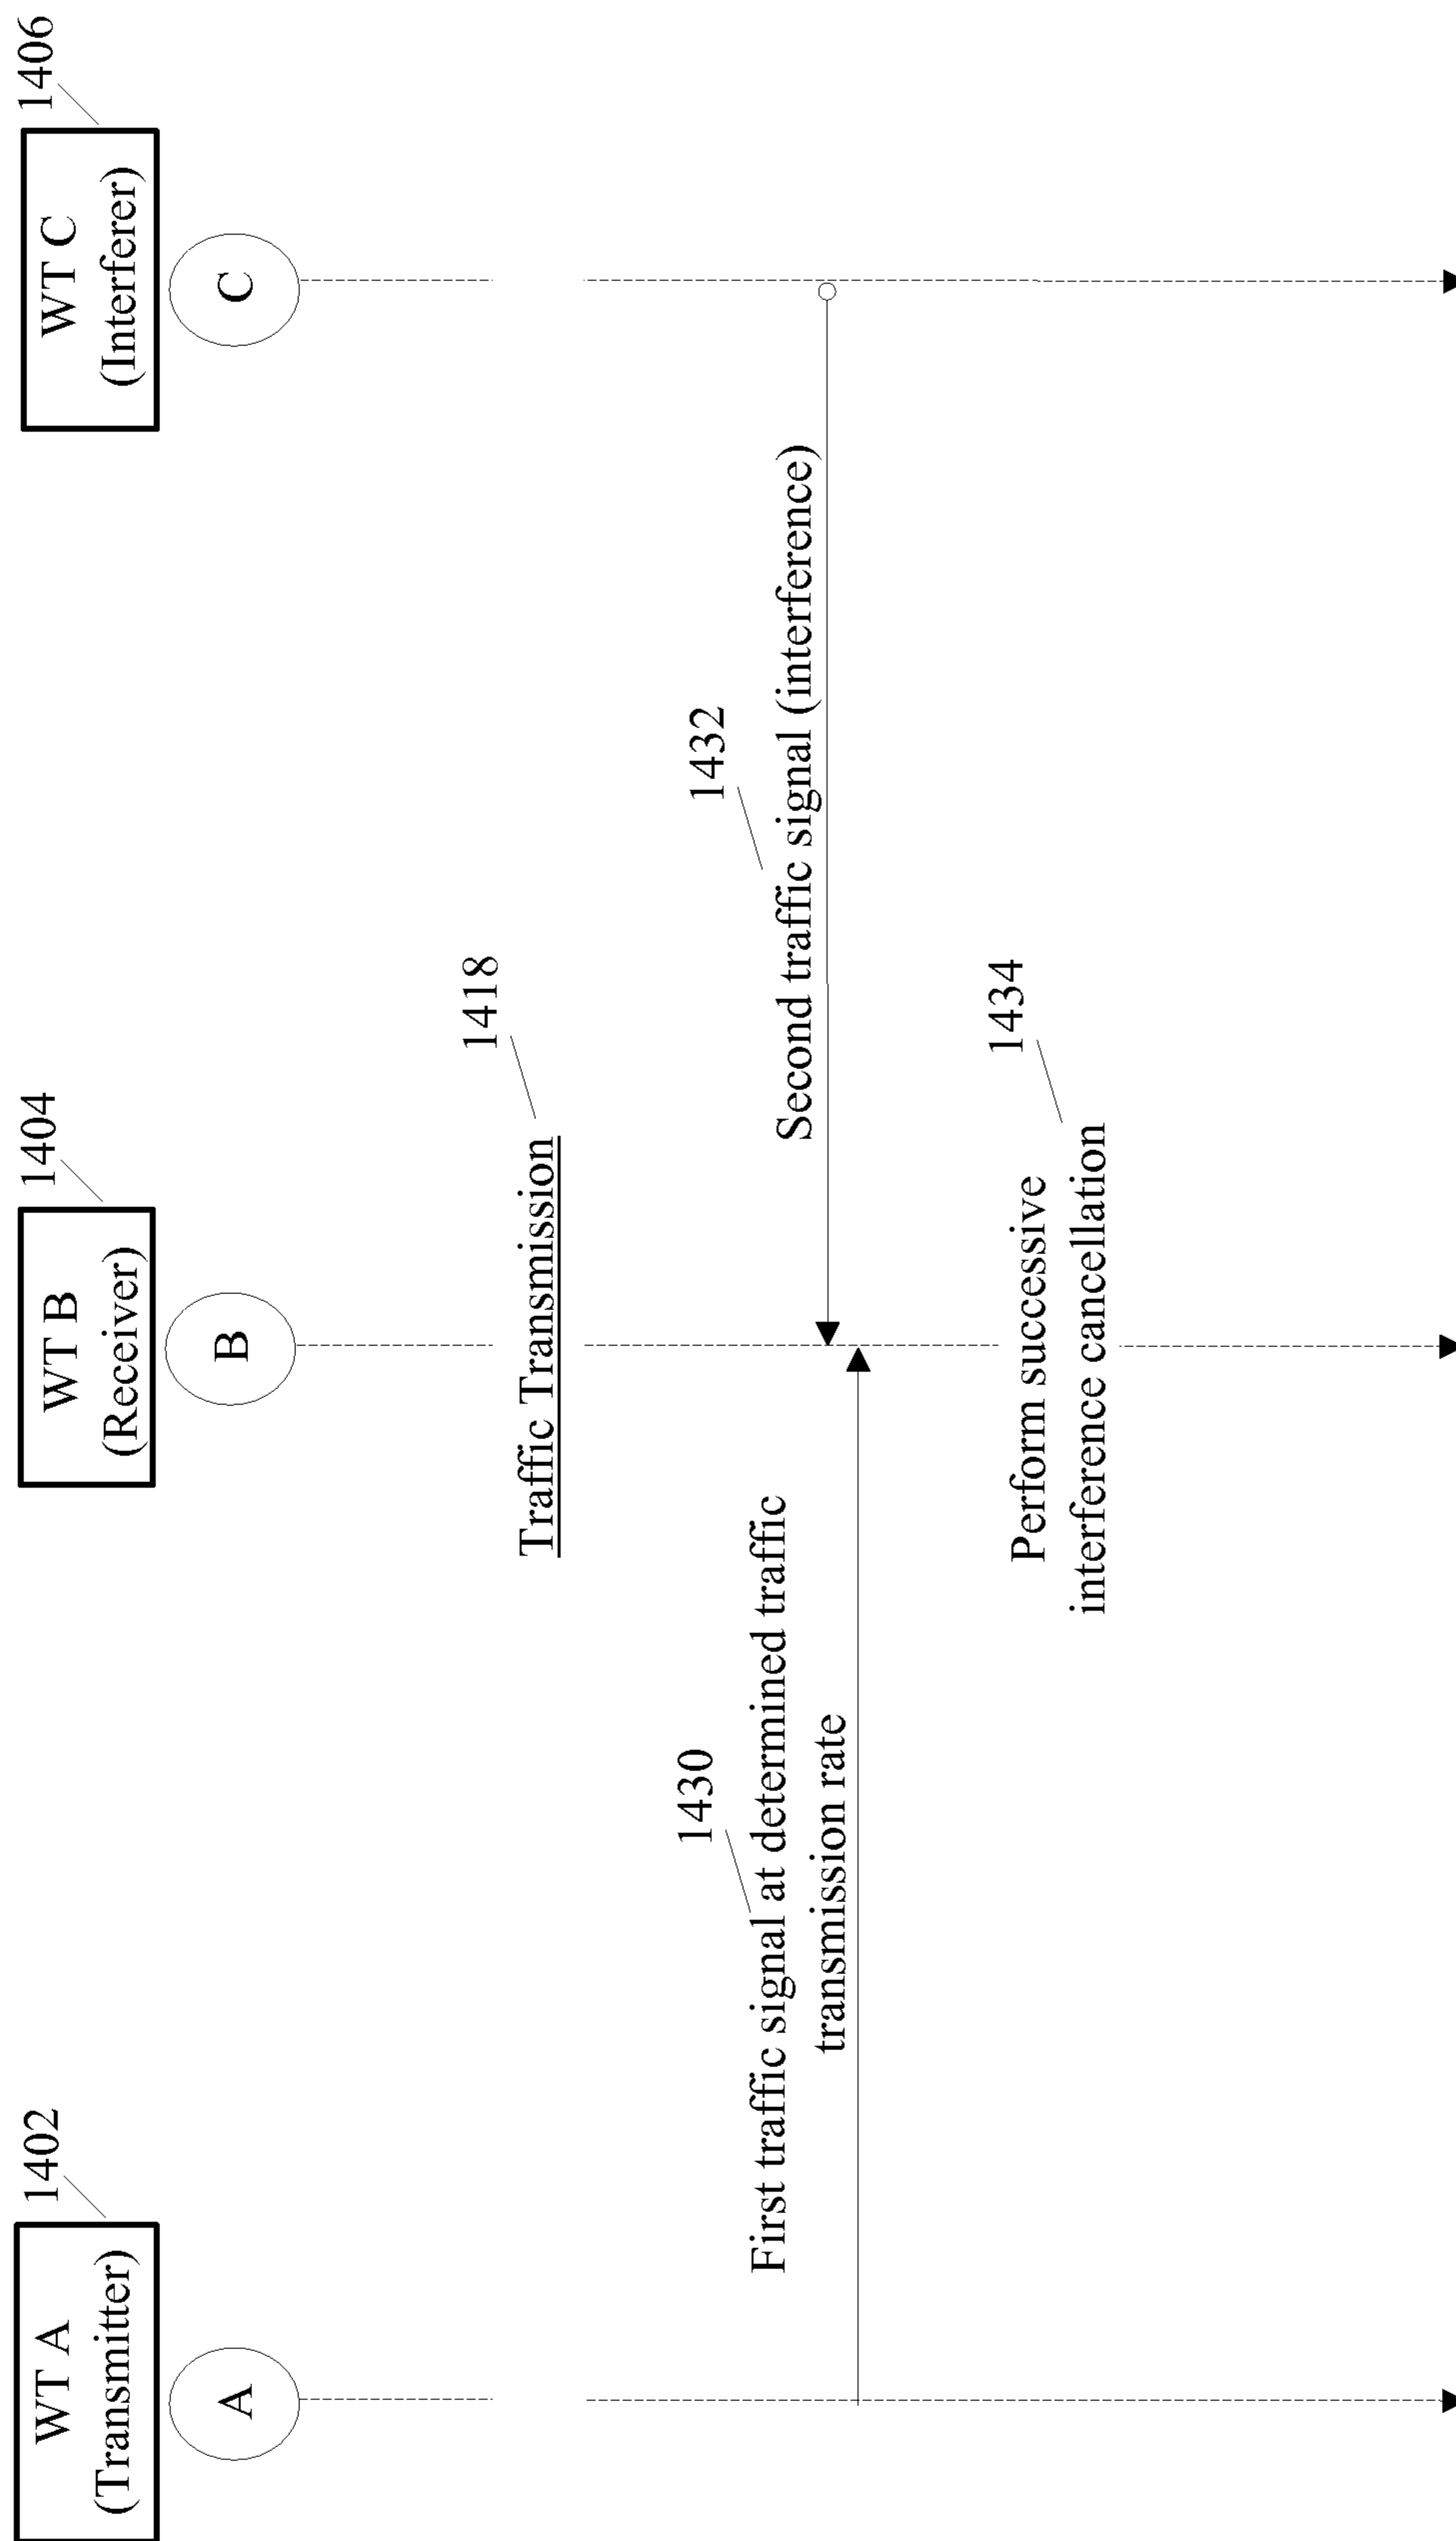 1402
1404
1406
WT A
(Transmitter)
WT B
(Receiver)
WT C
(Interferer)
A
B
C
1418
Traffic Transmission
1430
First traffic signal at determined traffic
transmission rate
1432
Second traffic signal (interference)
1434
Perform successive
interference cancellation